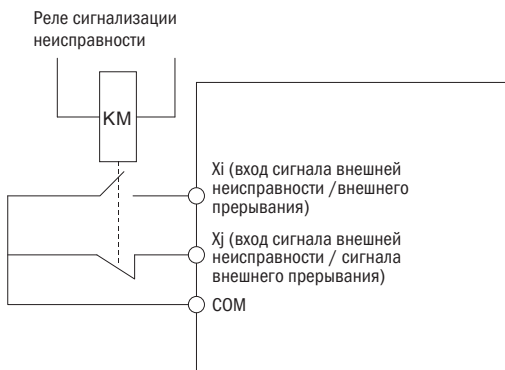 Реле сигнализации
неисправности
KM
Xi (вход сигнала внешней
неисправности /внешнего
прерывания)
Xj (вход сигнала внешней
неисправности / сигнала
внешнего прерывания)
COM